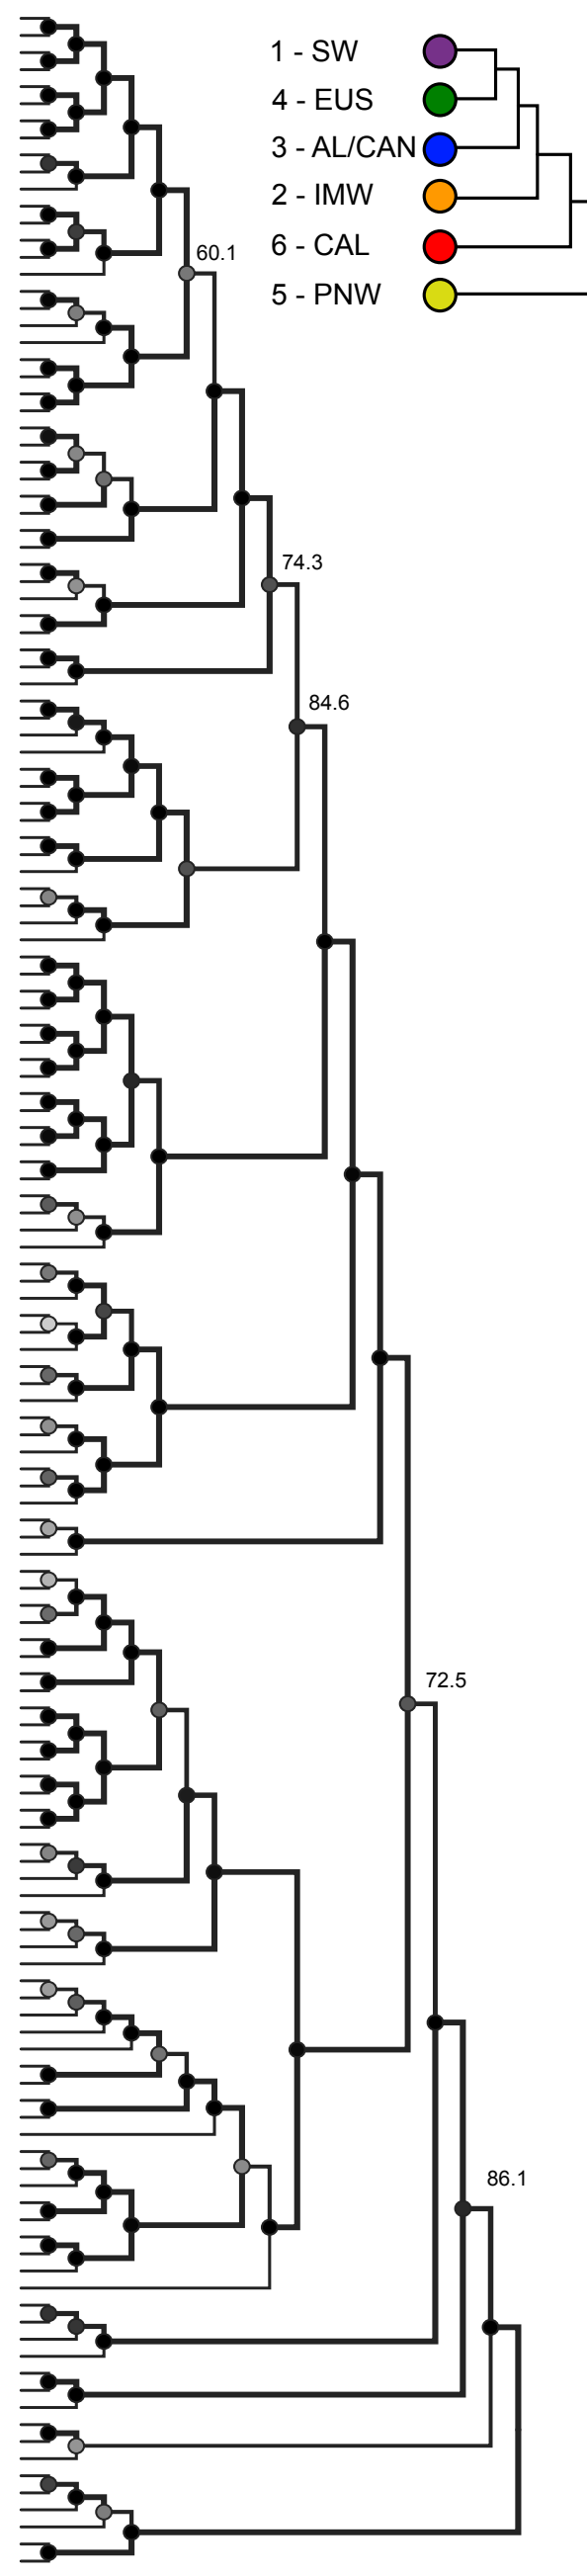 1 - SW
4 - EUS
3 - AL/CAN
2 - IMW
6 - CAL
5 - PNW
60.1
74.3
84.6
72.5
86.1